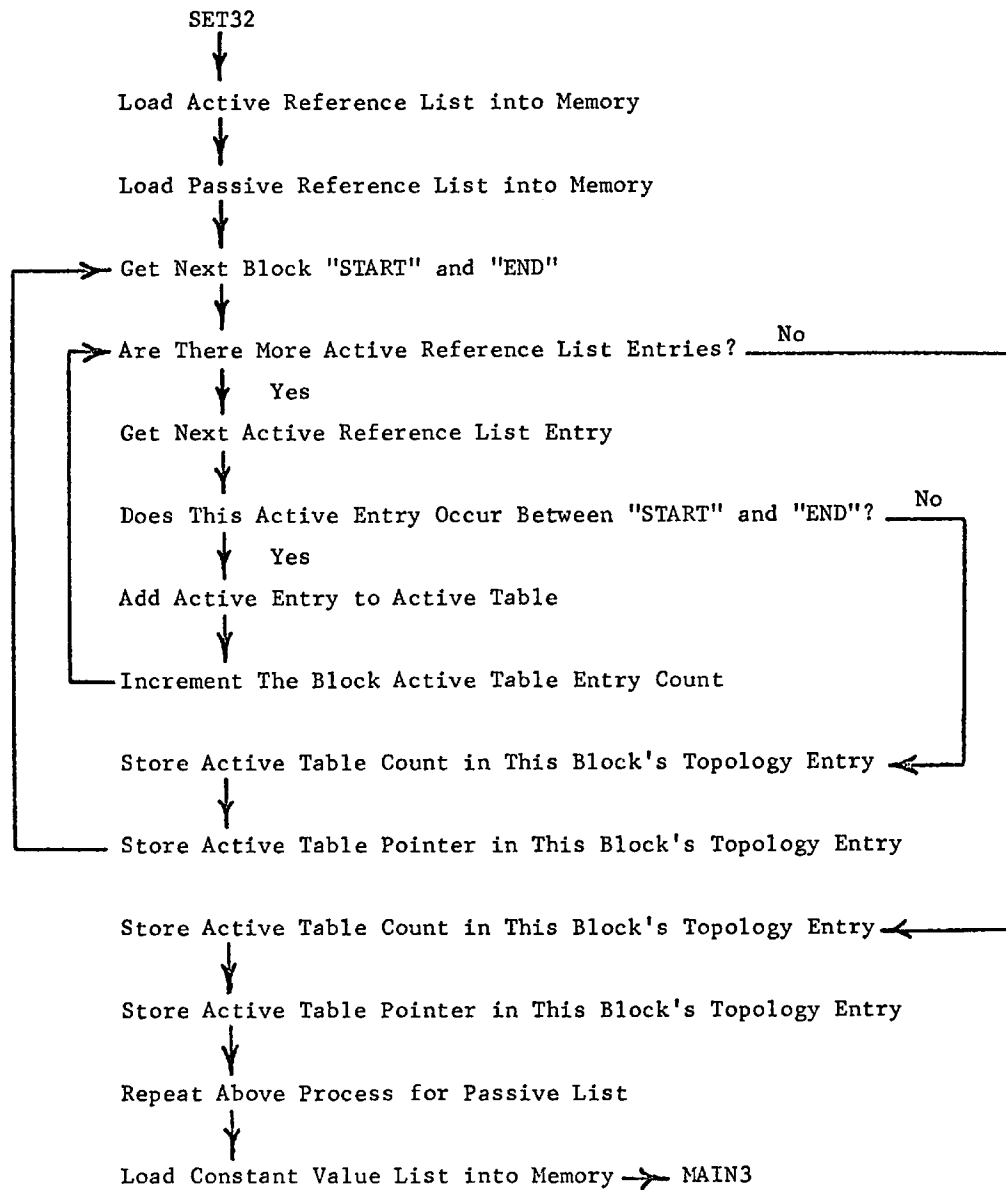 SET32
Load Active Reference List into Memory
Load Passive Reference List into Memory
Get Next Block "START" and "END"
Are There More Active Reference List Entries? No
Yes
Get Next Active Reference List Entry
Does This Active Entry Occur Between "START" and "END"? No
Yes
Add Active Entry to Active Table
Increment The Block Active Table Entry Count
Store Active Table Count in This Block's Topology Entry
Store Active Table Pointer in This Block's Topology Entry
Store Active Table Count in This Block's Topology Entry
Store Active Table Pointer in This Block's Topology Entry
Repeat Above Process for Passive List
Load Constant Value List into Memory MAIN3